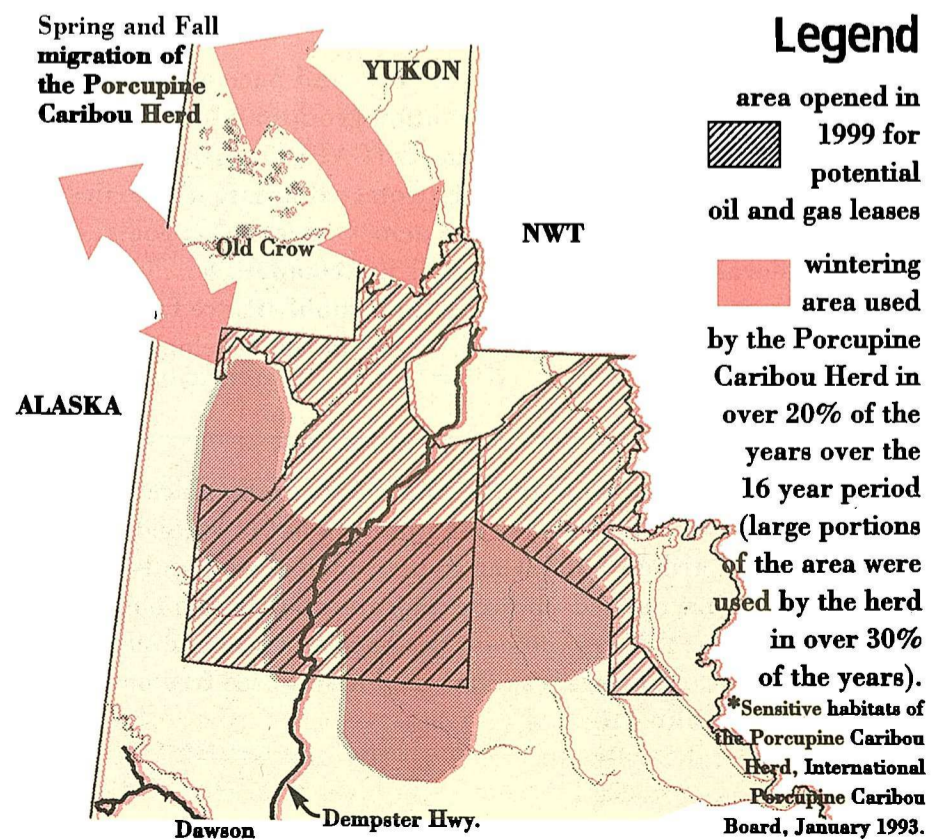 Spring and Fall
migration of
the Porcupine
Caribou Herd
YUKON
Old Crow
NWT
ALASKA
Dawson
Dempster Hwy.
Legend
area opened in
1999 for
potential
oil and gas leases
wintering
area used
by the Porcupine
Caribou Herd in
over 20% of the
years over the
16 year period
(large portions
of the area were
used by the herd
in over 30%
of the years).
*Sensitive habitats of
the Porcupine Caribou
Herd, International
Porcupine Caribou
Board, January 1993.